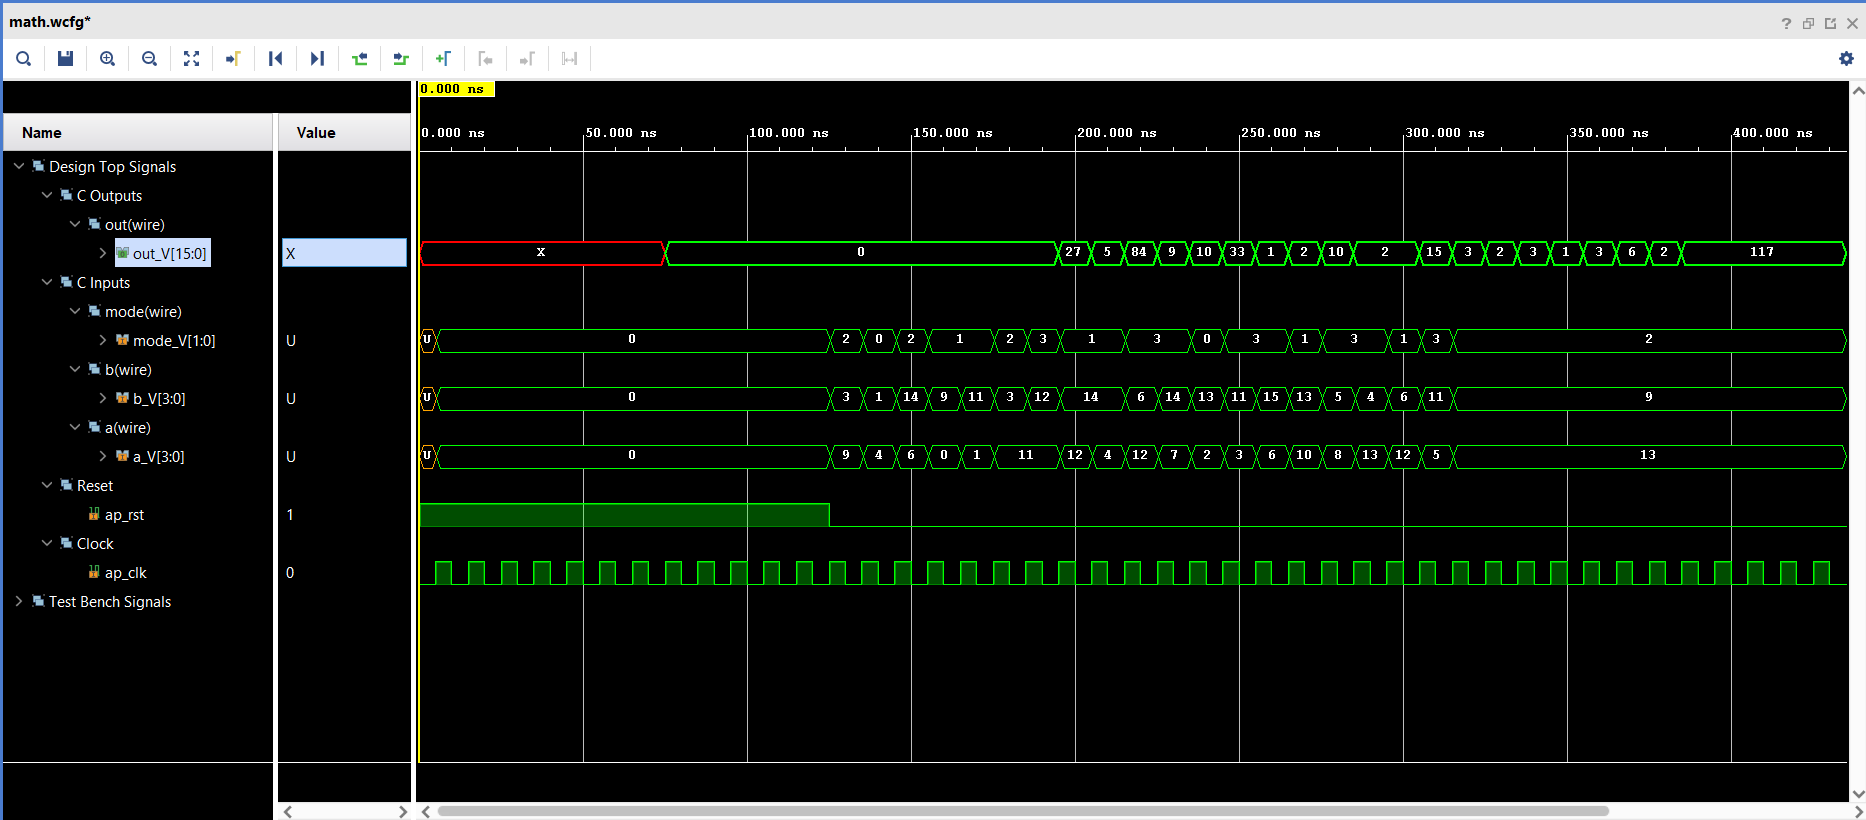 math.wcfg*
?
0.000 ns
Name Value
0.000 ns 50.000 ns 100.000 ns 150.000 ns 200.000 ns 250.000 ns 300.000 ns 350.000 ns 400.000 ns
Design Top Signals
C Outputs
out(wire)
out_V[15:0] X X 0 27 5 84 9 10 33 1 2 10 2 15 3 2 3 1 3 6 2 117
C Inputs
mode(wire)
mode_V[1:0] U U 0 2 0 2 1 2 3 1 3 0 3 1 3 1 3 2
b(wire)
b_V[3:0] U U 0 3 1 14 9 11 3 12 14 6 14 13 11 15 13 5 4 6 11 9
a(wire)
a_V[3:0] U U 0 9 4 6 0 1 11 12 4 12 7 2 3 6 10 8 13 12 5 13
Reset
ap_rst 1
Clock
ap_clk 0
Test Bench Signals